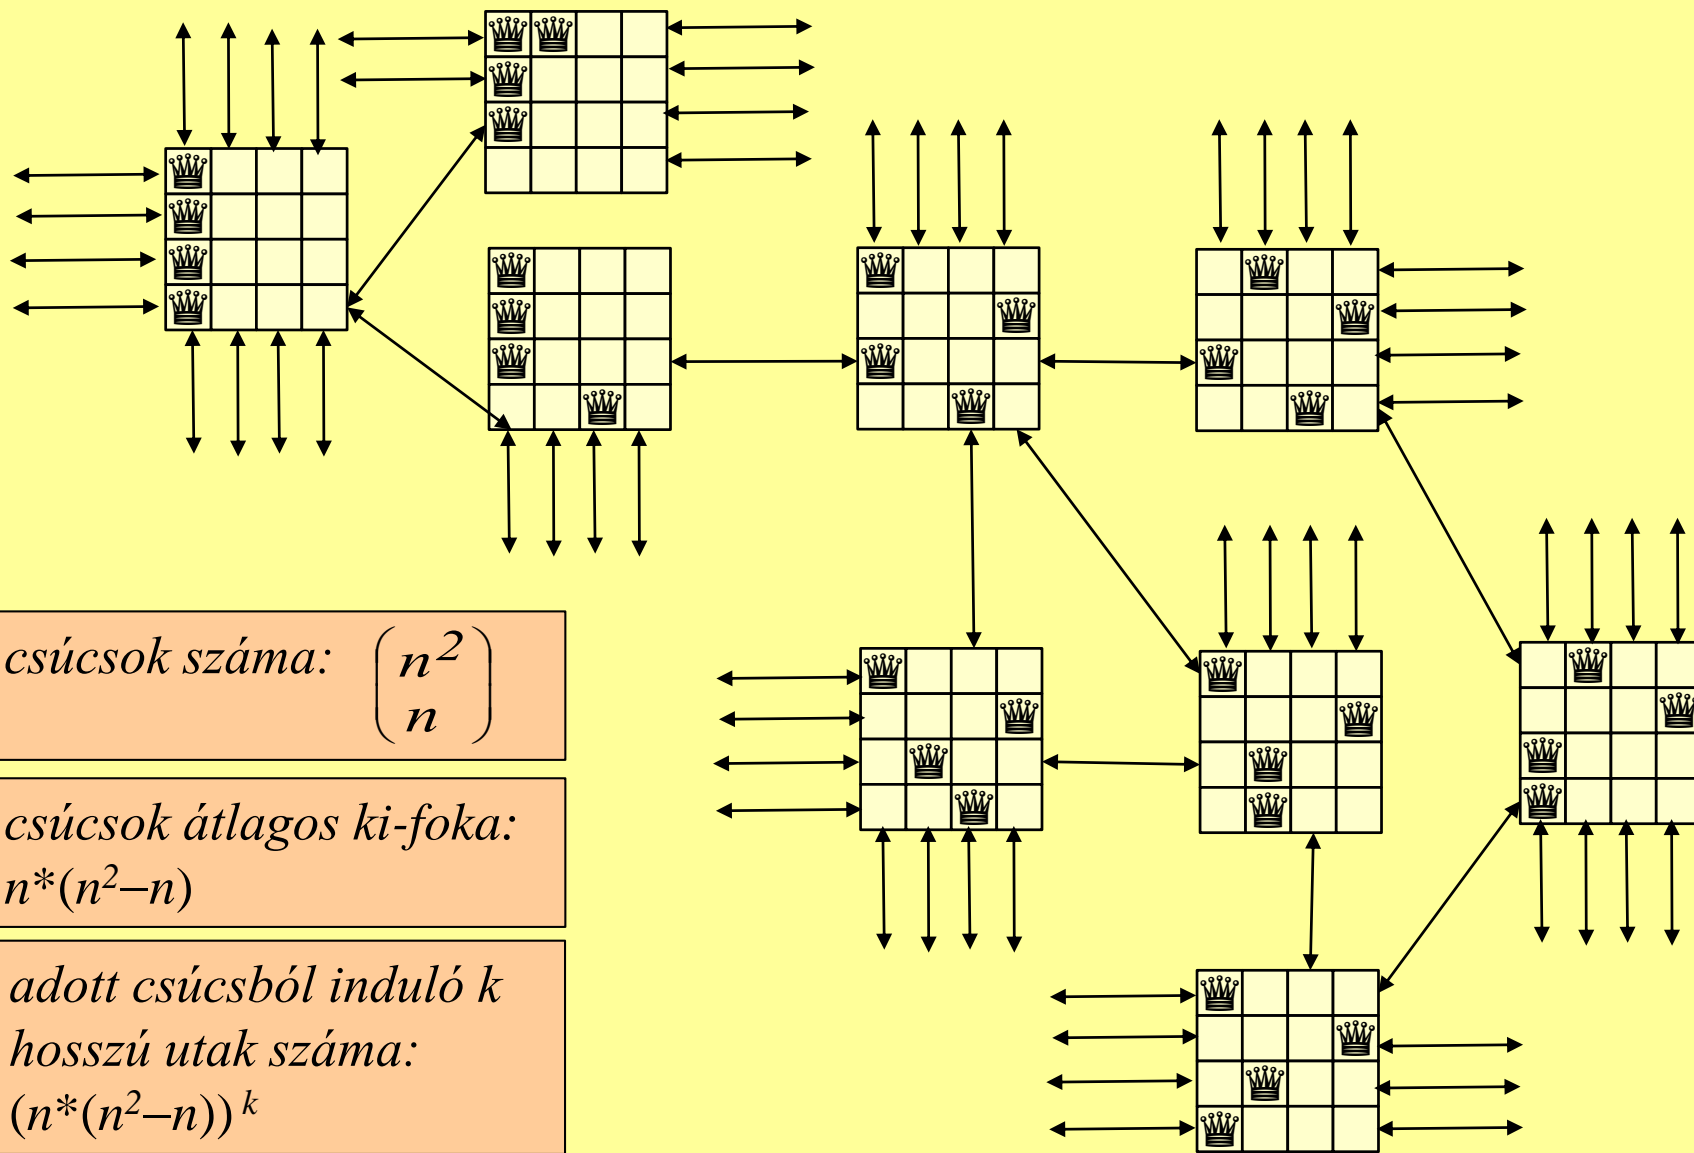 csúcsok száma: (n²
n)
csúcsok átlagos ki-foka:
n*(n²–n)
adott csúcsból induló k
hosszú utak száma:
(n*(n²–n)) ᵏ